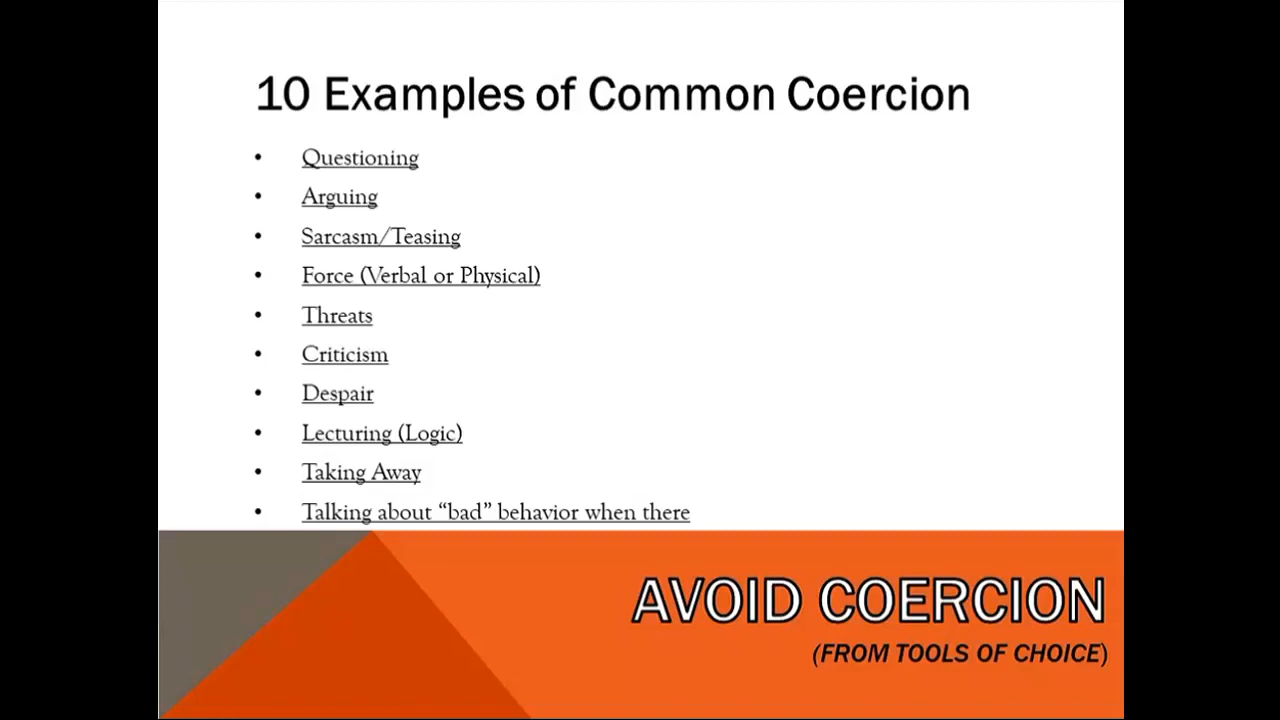 10 Examples of Common Coercion
• Questioning
• Arguing
• Sarcasm/Teasing
• Force (Verbal or Physical)
• Threats
• Criticism
• Despair
• Lecturing (Logic)
• Taking Away
• Talking about “bad” behavior when there
AVOID COERCION
(FROM TOOLS OF CHOICE)